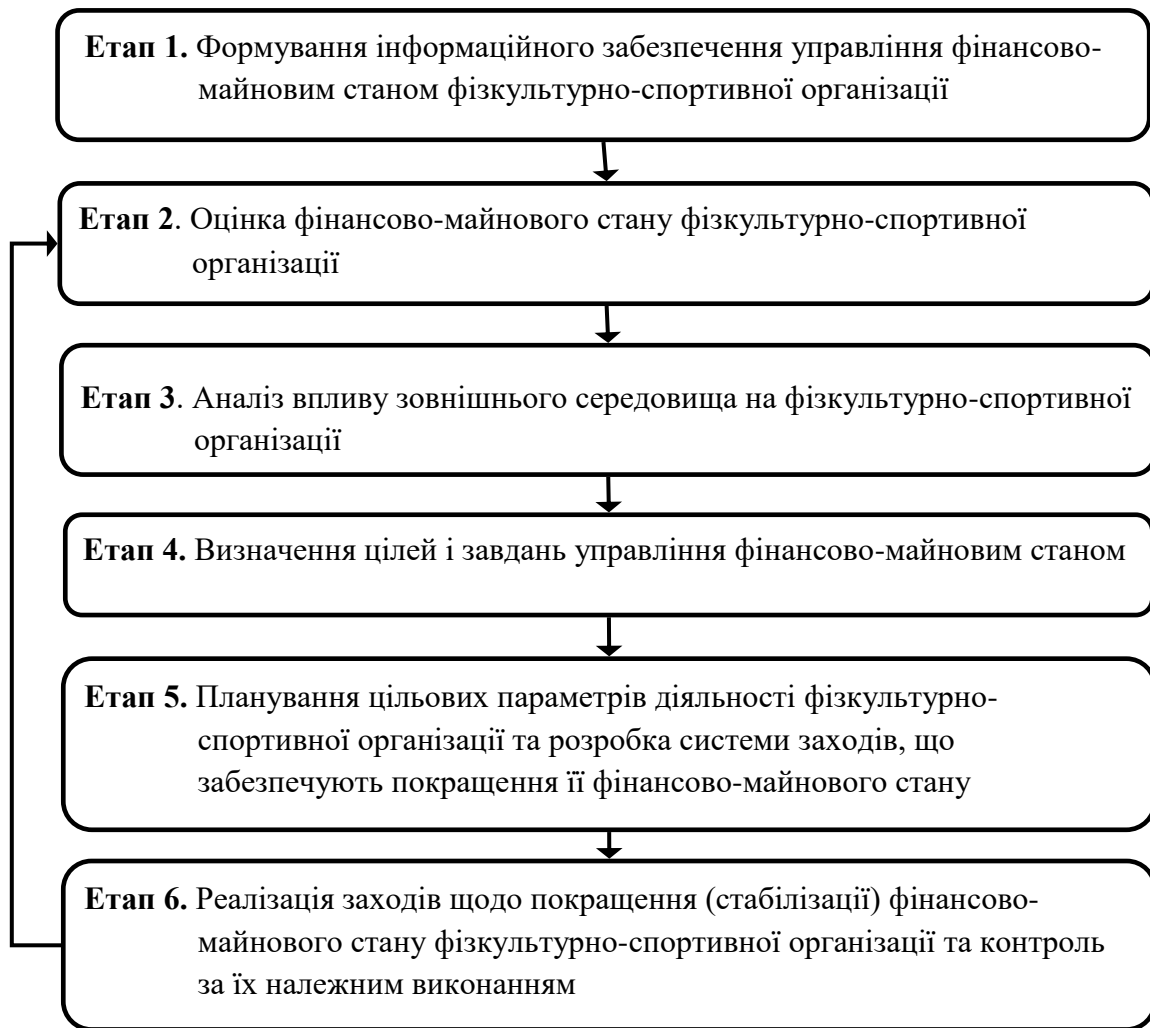 Етап 1. Формування інформаційного забезпечення управління фінансово-
майновим станом фізкультурно-спортивної організації
Етап 2. Оцінка фінансово-майнового стану фізкультурно-спортивної
організації
Етап 3. Аналіз впливу зовнішнього середовища на фізкультурно-спортивної
організації
Етап 4. Визначення цілей і завдань управління фінансово-майновим станом
Етап 5. Планування цільових параметрів діяльності фізкультурно-
спортивної організації та розробка системи заходів, що
забезпечують покращення її фінансово-майнового стану
Етап 6. Реалізація заходів щодо покращення (стабілізації) фінансово-
майнового стану фізкультурно-спортивної організації та контроль
за їх належним виконанням